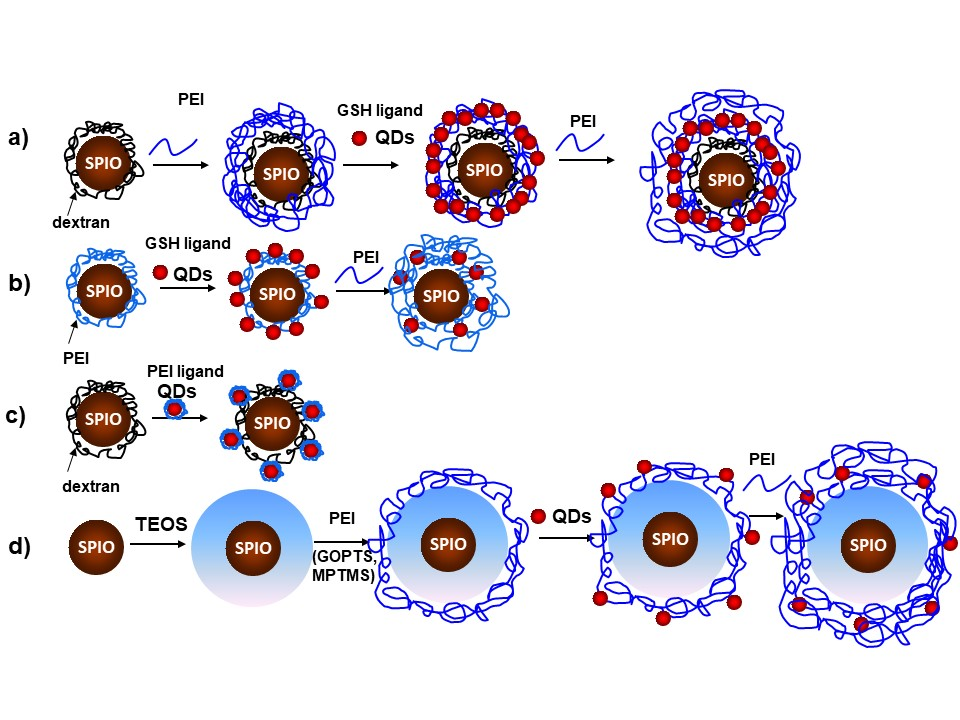 a)
SPIO
dextran
PEI
SPIO
GSH ligand
QDs
SPIO
PEI
SPIO
b)
SPIO
PEI
GSH ligand
QDs
SPIO
PEI
SPIO
c)
SPIO
dextran
PEI ligand
QDs
SPIO
d)
SPIO
TEOS
SPIO
PEI
(GOPTS,
MPTMS)
SPIO
QDs
SPIO
PEI
SPIO